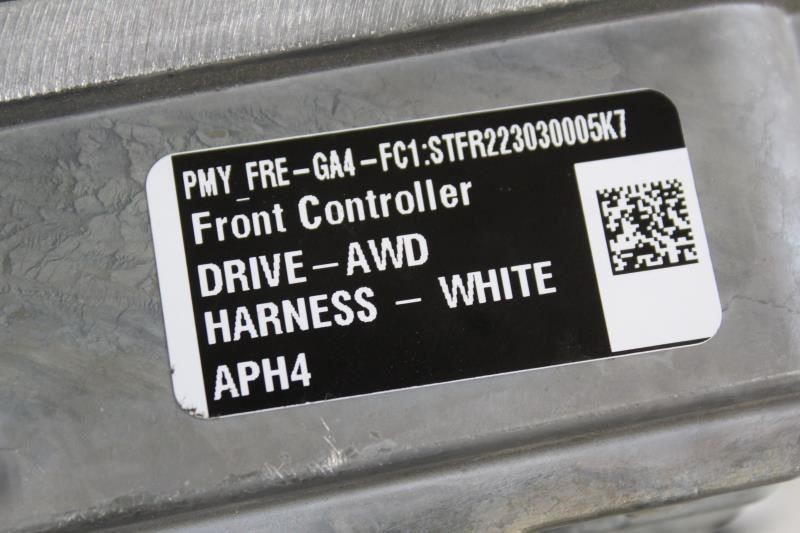 PMY_FRE-GA4-FC1:STFR223030005K7
Front Controller
DRIVE-AWD
HARNESS - WHITE
APH4